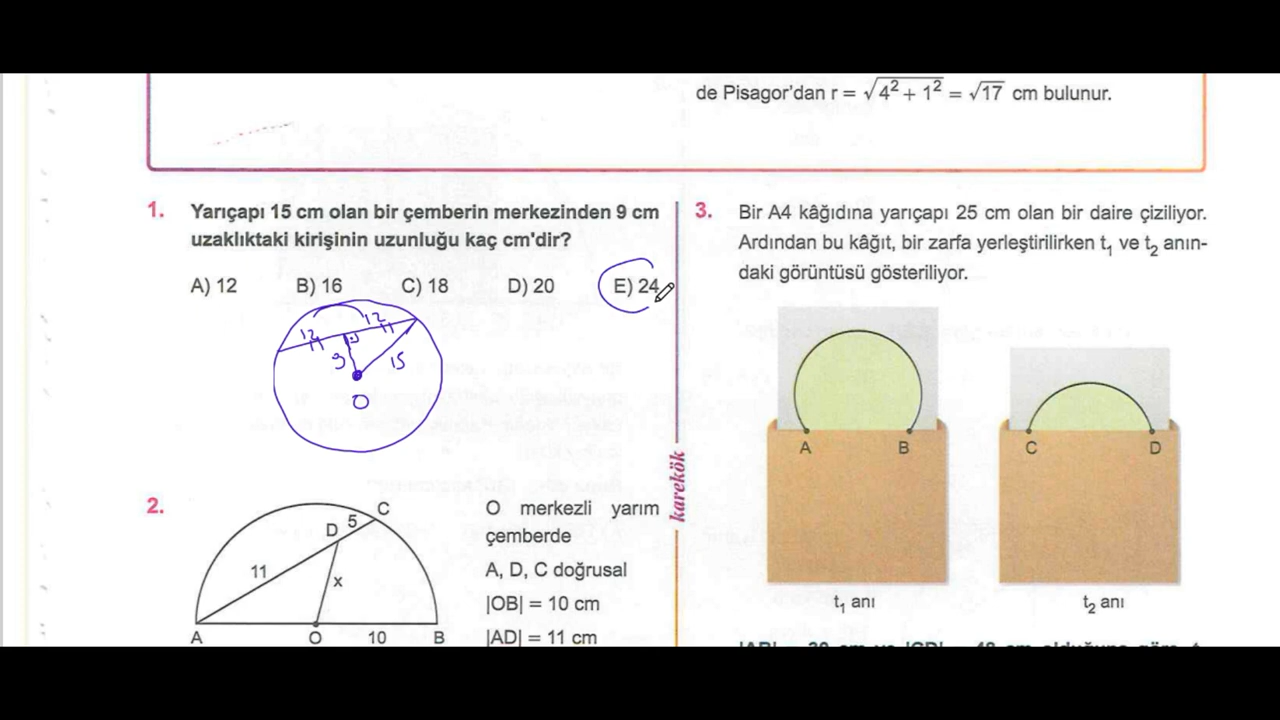 de Pisagor'dan r = √4² + 1² = √17 cm bulunur.
1. Yarıçapı 15 cm olan bir çemberin merkezinden 9 cm
uzaklıktaki kirişinin uzunluğu kaç cm'dir?
A) 12 B) 16 C) 18 D) 20 E) 24
12 12
9 15
O
2.
C
5
D
11
x
A O 10 B
O merkezli yarım
çemberde
A, D, C doğrusal
|OB| = 10 cm
|AD| = 11 cm
karekök
3. Bir A4 kâğıdına yarıçapı 25 cm olan bir daire çiziliyor.
Ardından bu kâğıt, bir zarfa yerleştirilirken t₁ ve t₂ anın-
daki görüntüsü gösteriliyor.
A B C D
t₁ anı t₂ anı